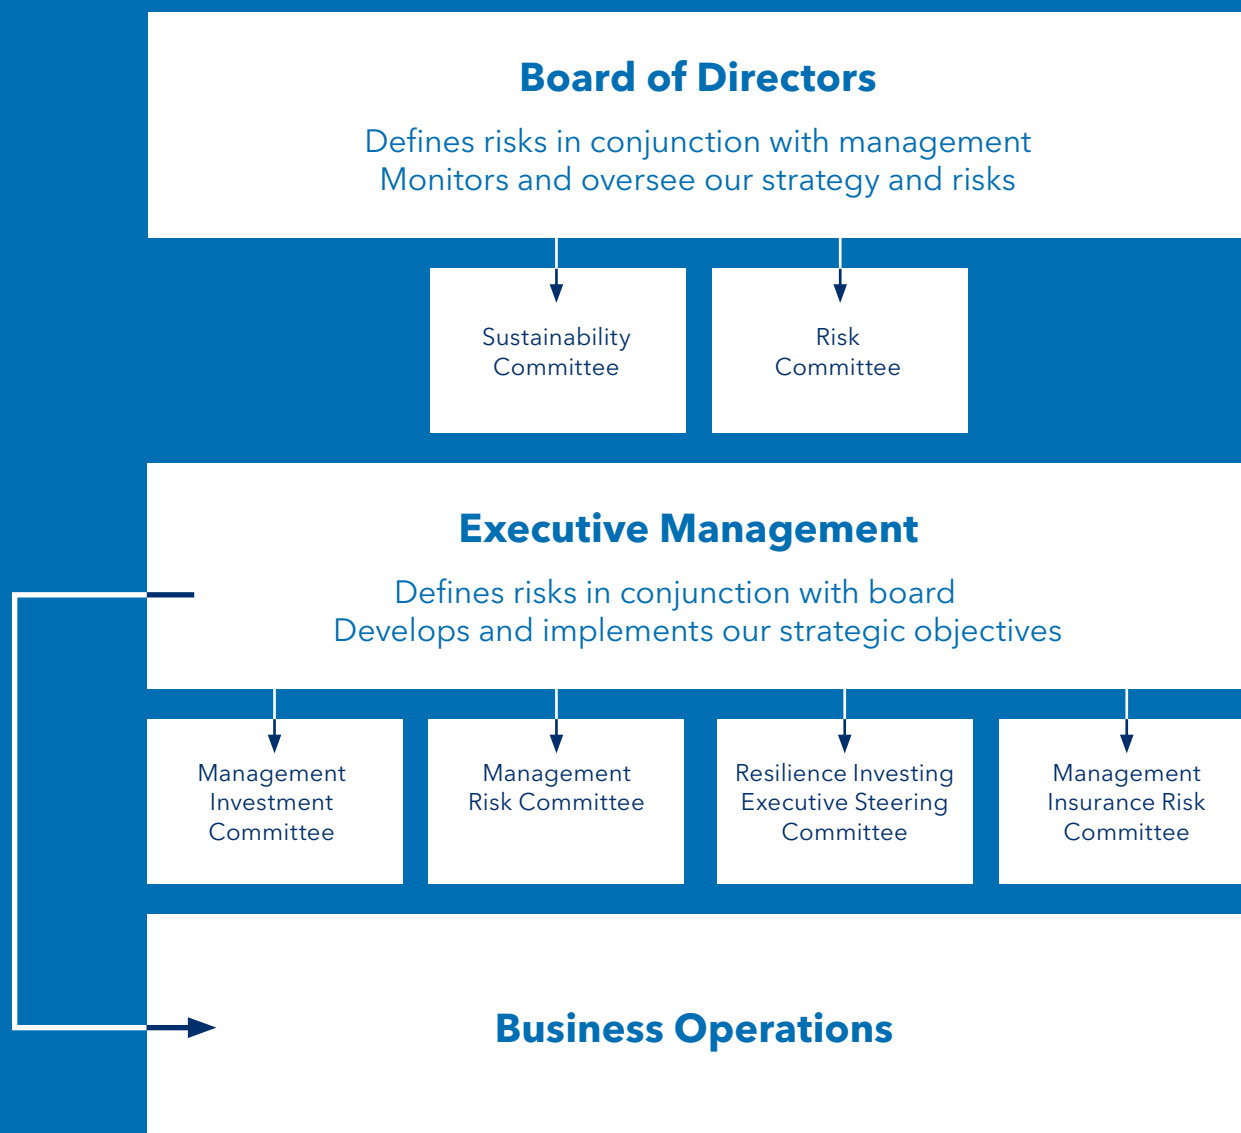 Board of Directors
Defines risks in conjunction with management
Monitors and oversee our strategy and risks
Sustainability
Committee
Risk
Committee
Executive Management
Defines risks in conjunction with board
Develops and implements our strategic objectives
Management
Investment
Committee
Management
Risk Committee
Resilience Investing
Executive Steering
Committee
Management
Insurance Risk
Committee
Business Operations